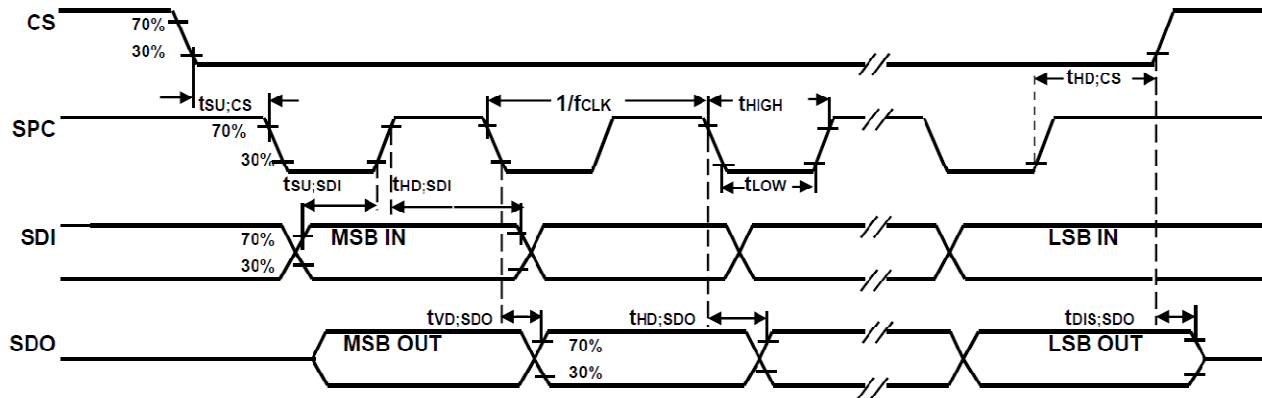 CS
70%
30%
tSU;CS
1/fCLK
tHIGH
tHD;CS
SPC
70%
30%
tLOW
tSU;SDI
tHD;SDI
SDI
70%
30%
MSB IN
LSB IN
tVD;SDO
tHD;SDO
tDIS;SDO
SDO
MSB OUT
70%
30%
LSB OUT